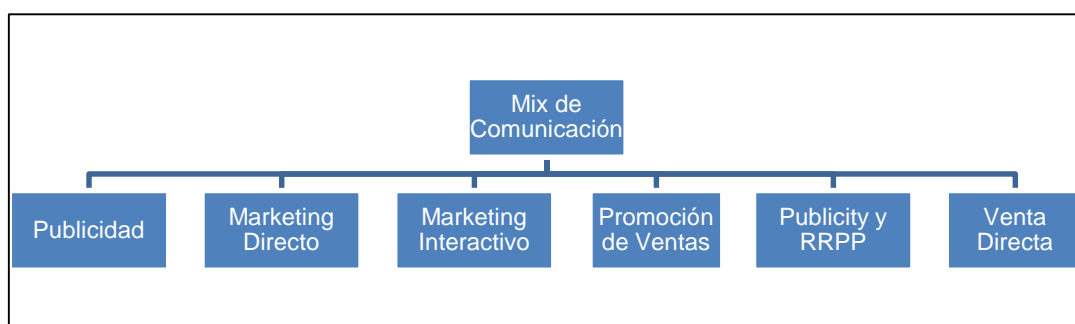 Mix de
Comunicación
Publicidad
Marketing
Directo
Marketing
Interactivo
Promoción
de Ventas
Publicity y
RRPP
Venta
Directa